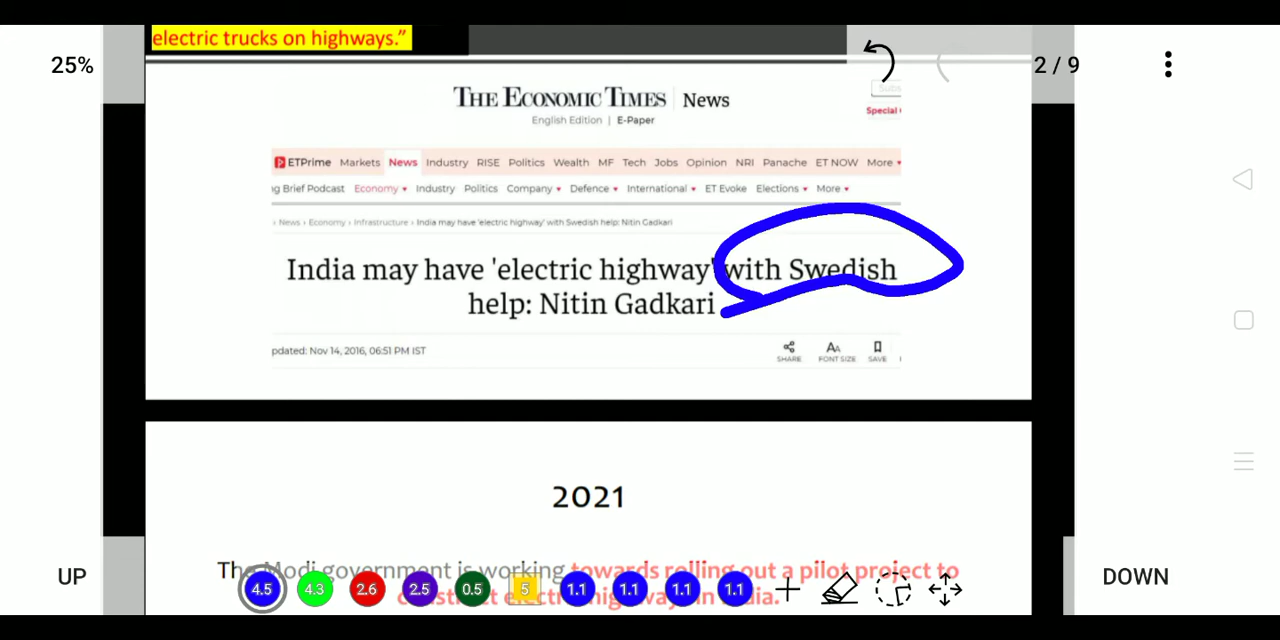 electric trucks on highways.”
25%
2 / 9
THE ECONOMIC TIMES | News
English Edition | E-Paper
Subs
Special
ETPrime Markets News Industry RISE Politics Wealth MF Tech Jobs Opinion NRI Panache ET NOW More
ng Brief Podcast Economy Industry Politics Company Defence International ET Evoke Elections More
› News › Economy › Infrastructure › India may have 'electric highway' with Swedish help: Nitin Gadkari
India may have 'electric highway' with Swedish
help: Nitin Gadkari
pdated: Nov 14, 2016, 06:51 PM IST
SHARE FONT SIZE SAVE
2021
The Modi government is working towards rolling out a pilot project to
electric in India.
UP
4.5 4.3 2.6 2.5 0.5 5 1.1 1.1 1.1 1.1
DOWN